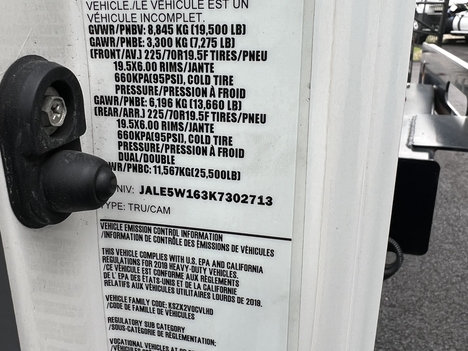 VEHICLE./LE VÉHICULE EST UN
VÉHICULE INCOMPLET.
GVWR/PNBV: 8,845 KG (19,500 LB)
GAWR/PNBE: 3,300 KG (7,275 LB)
(FRONT/AV.) 225/70R19.5F TIRES/PNEU
19.5X6.00 RIMS/JANTE
660KPA(95PSI), COLD TIRE
PRESSURE/PRESSION À FROID
GAWR/PNBE: 6,196 KG (13,660 LB)
(REAR/ARR.) 225/70R19.5F TIRES/PNEU
19.5X6.00 RIMS/JANTE
660KPA(95PSI), COLD TIRE
PRESSURE/PRESSION À FROID
DUAL/DOUBLE
/PNBC: 11,567KG(25,500LB)
NIV: JALE5W163K7302713
TYPE: TRU/CAM
VEHICLE EMISSION CONTROL INFORMATION
/INFORMATION DE CONTRÔLE DES ÉMISSIONS DE VÉHICULES
THIS VEHICLE COMPLIES WITH U.S. EPA AND CALIFORNIA
REGULATIONS FOR 2019 HEAVY-DUTY VEHICLES.
/CE VÉHICULE EST CONFORME AUX RÈGLEMENTS
DE L' EPA DES ÉTATS-UNIS ET DE LA CALIFORNIE
RELATIFS AUX VÉHICULES UTILITAIRES LOURDS DE 2019.
VEHICLE FAMILY CODE: KSZX2VOCVLHD
/CODE DE FAMILLE DE VÉHICULES
REGULATORY SUB CATEGORY
/SOUS-CATÉGORIE DE RÉGLEMENTATION:
VOCATIONAL VEHICLES